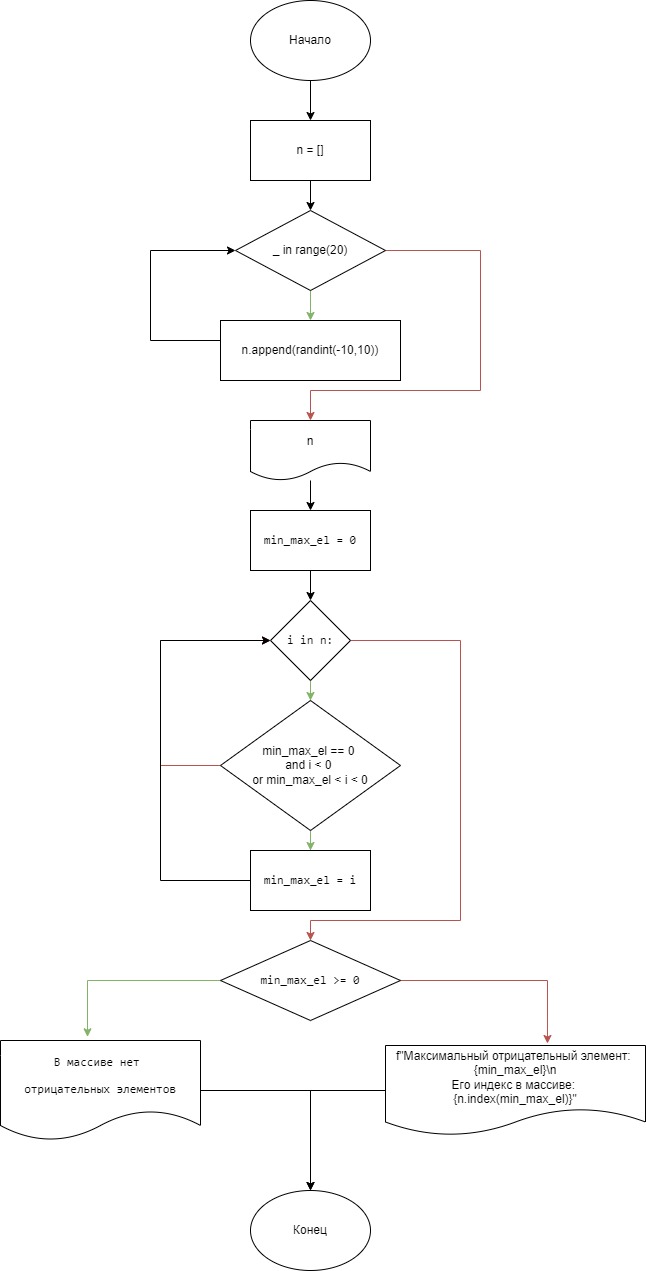 Начало
n = []
_ in range(20)
n.append(randint(-10,10))
n
min_max_el = 0
i in n:
min_max_el == 0
and i < 0
or min_max_el < i < 0
min_max_el = i
min_max_el >= 0
В массиве нет
отрицательных элементов
f"Максимальный отрицательный элемент:
{min_max_el}\n
Его индекс в массиве:
{n.index(min_max_el)}"
Конец